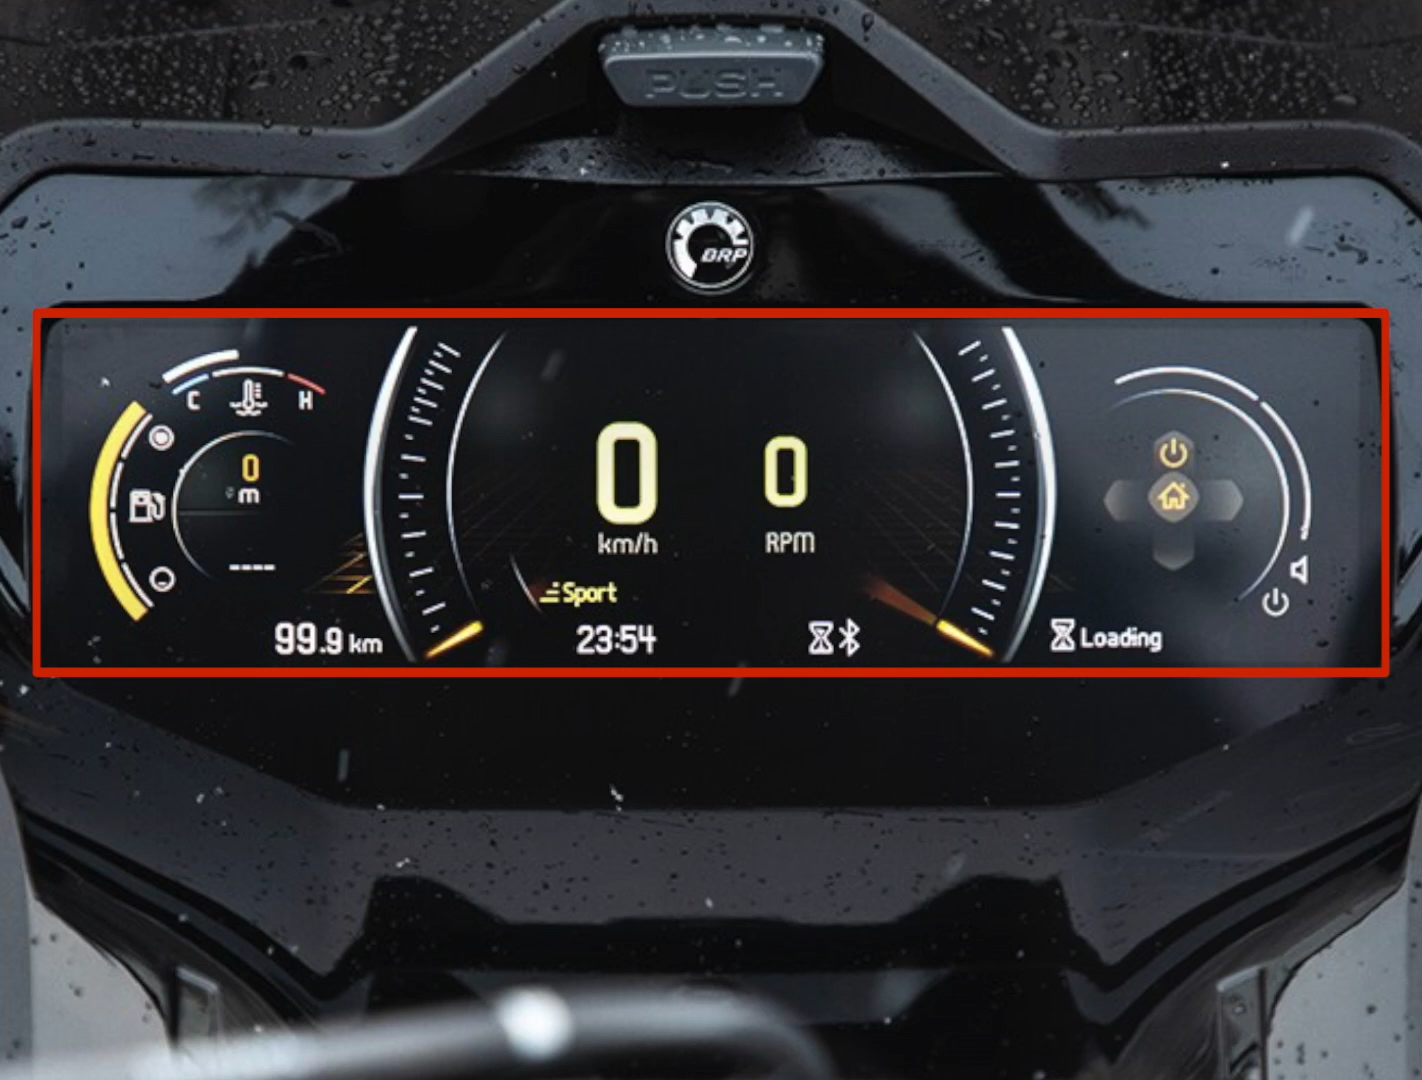 PUSH
BRP
C H
0
m
----
99.9 km
0
km/h
0
RPM
Sport
23:54
Loading